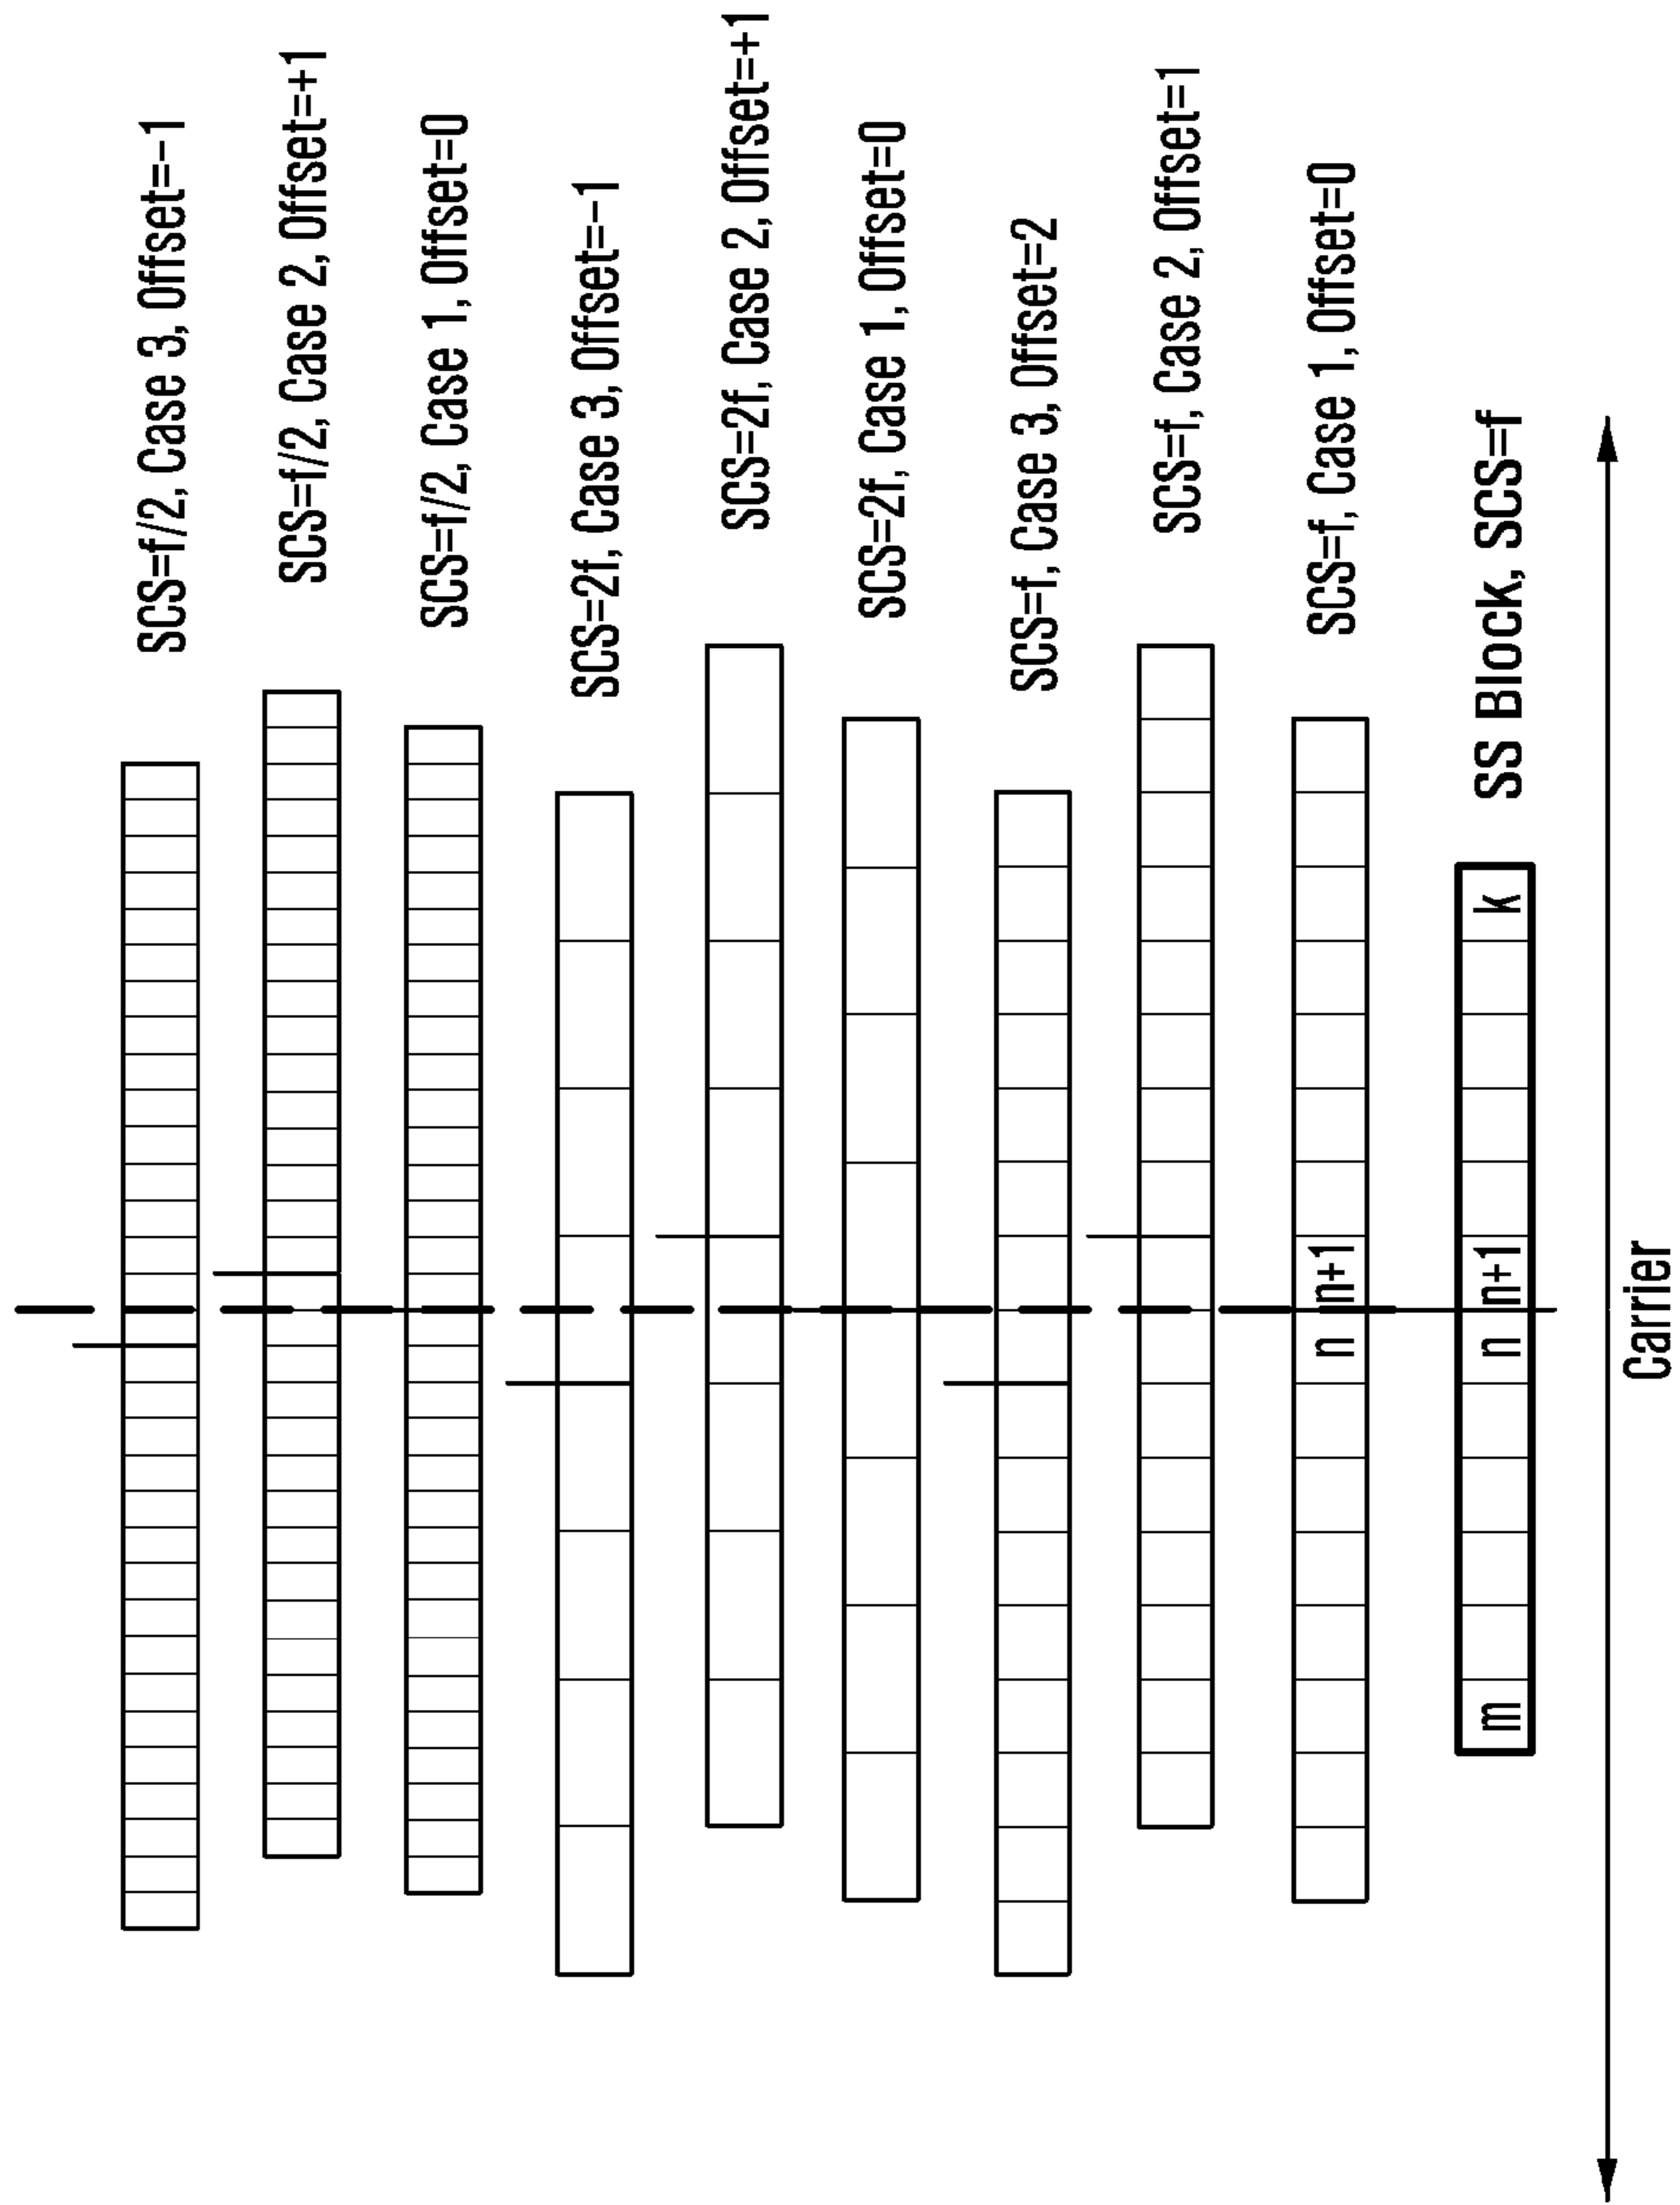 SCS=f/2, Case 3, Offset=-1
SCS=f/2, Case 2, Offset=+1
SCS=f/2, Case 1, Offset=0
SCS=2f, Case 3, Offset=-1
SCS=2f, Case 2, Offset=+1
SCS=2f, Case 1, Offset=0
SCS=f, Case 3, Offset=2
SCS=f, Case 2, Offset=1
SCS=f, Case 1, Offset=0
n n+1
SS Block, SCS=f
m n n+1 k
Carrier